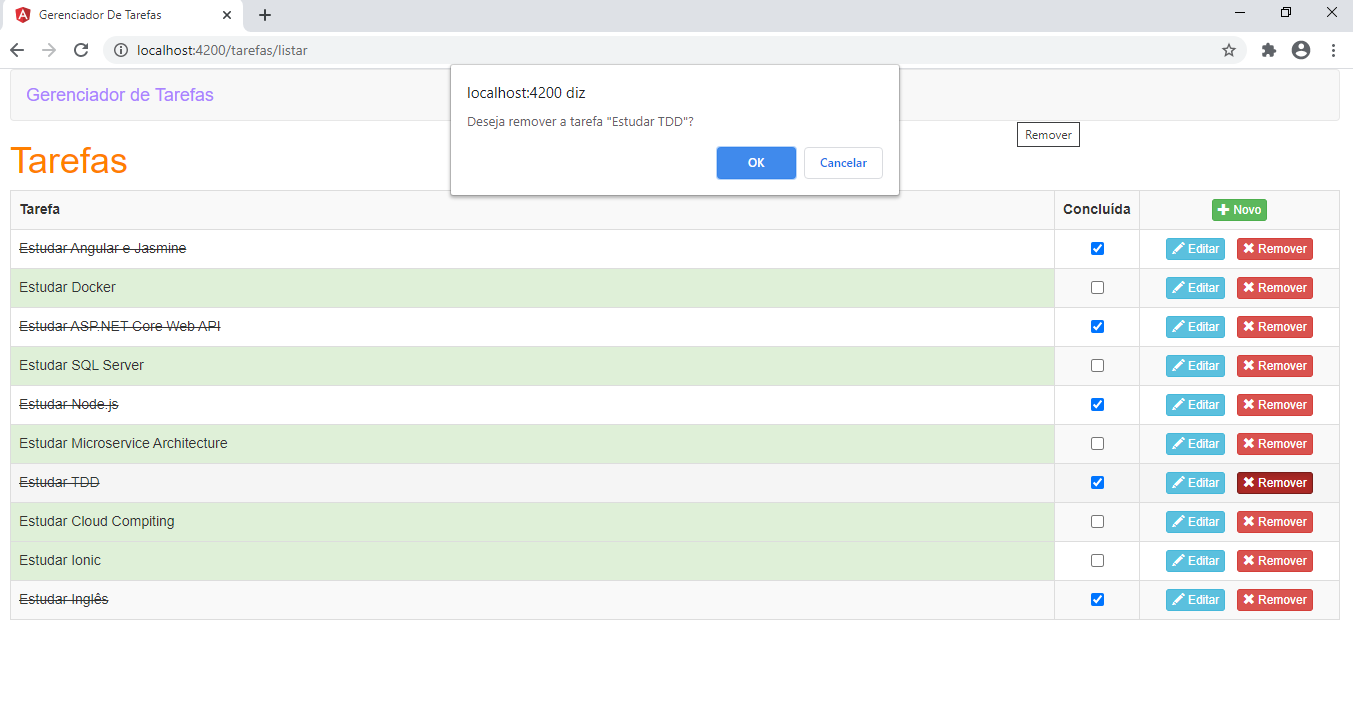 Gerenciador De Tarefas
localhost:4200/tarefas/listar
Gerenciador de Tarefas
localhost:4200 diz
Deseja remover a tarefa "Estudar TDD"?
OK Cancelar
Remover
Tarefas
Tarefa Concluída Novo
Estudar Angular e Jasmine Editar Remover
Estudar Docker Editar Remover
Estudar ASP.NET Core Web API Editar Remover
Estudar SQL Server Editar Remover
Estudar Node.js Editar Remover
Estudar Microservice Architecture Editar Remover
Estudar TDD Editar Remover
Estudar Cloud Compiting Editar Remover
Estudar Ionic Editar Remover
Estudar Inglês Editar Remover